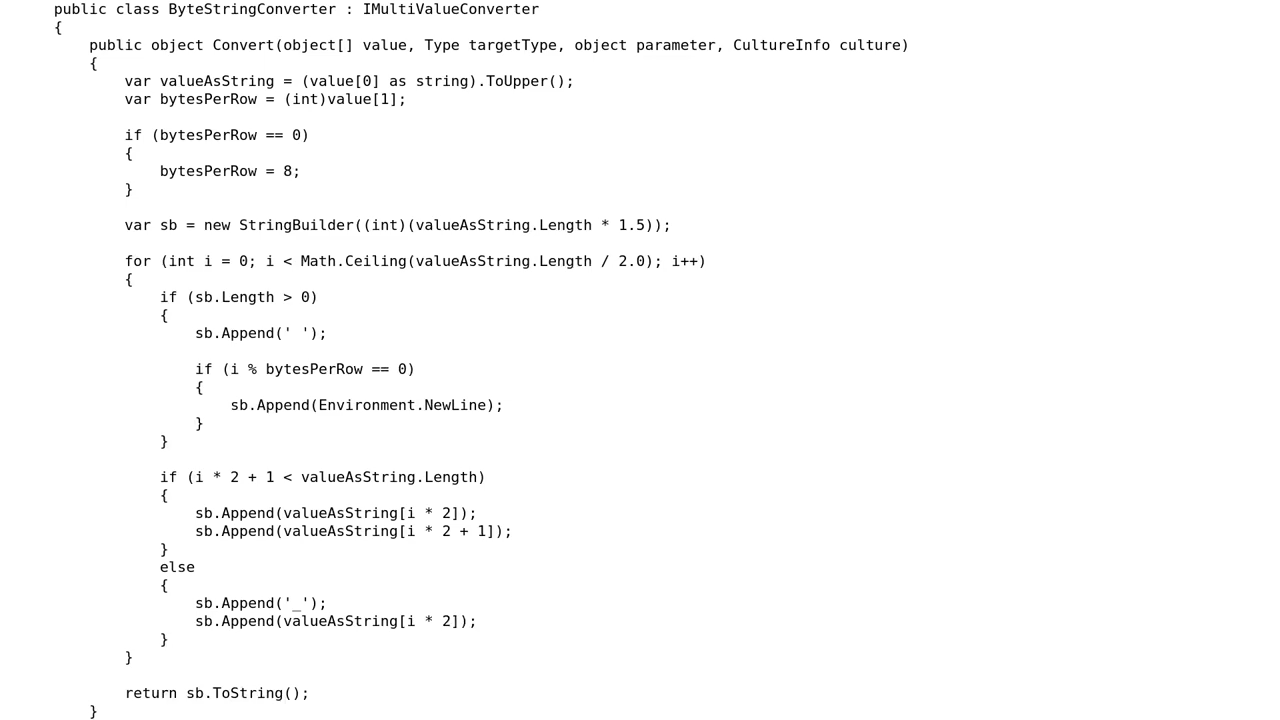 public class ByteStringConverter : IMultiValueConverter
{
    public object Convert(object[] value, Type targetType, object parameter, CultureInfo culture)
    {
        var valueAsString = (value[0] as string).ToUpper();
        var bytesPerRow = (int)value[1];

        if (bytesPerRow == 0)
        {
            bytesPerRow = 8;
        }

        var sb = new StringBuilder((int)(valueAsString.Length * 1.5));

        for (int i = 0; i < Math.Ceiling(valueAsString.Length / 2.0); i++)
        {
            if (sb.Length > 0)
            {
                sb.Append(' ');

                if (i % bytesPerRow == 0)
                {
                    sb.Append(Environment.NewLine);
                }
            }

            if (i * 2 + 1 < valueAsString.Length)
            {
                sb.Append(valueAsString[i * 2]);
                sb.Append(valueAsString[i * 2 + 1]);
            }
            else
            {
                sb.Append('_');
                sb.Append(valueAsString[i * 2]);
            }
        }

        return sb.ToString();
    }